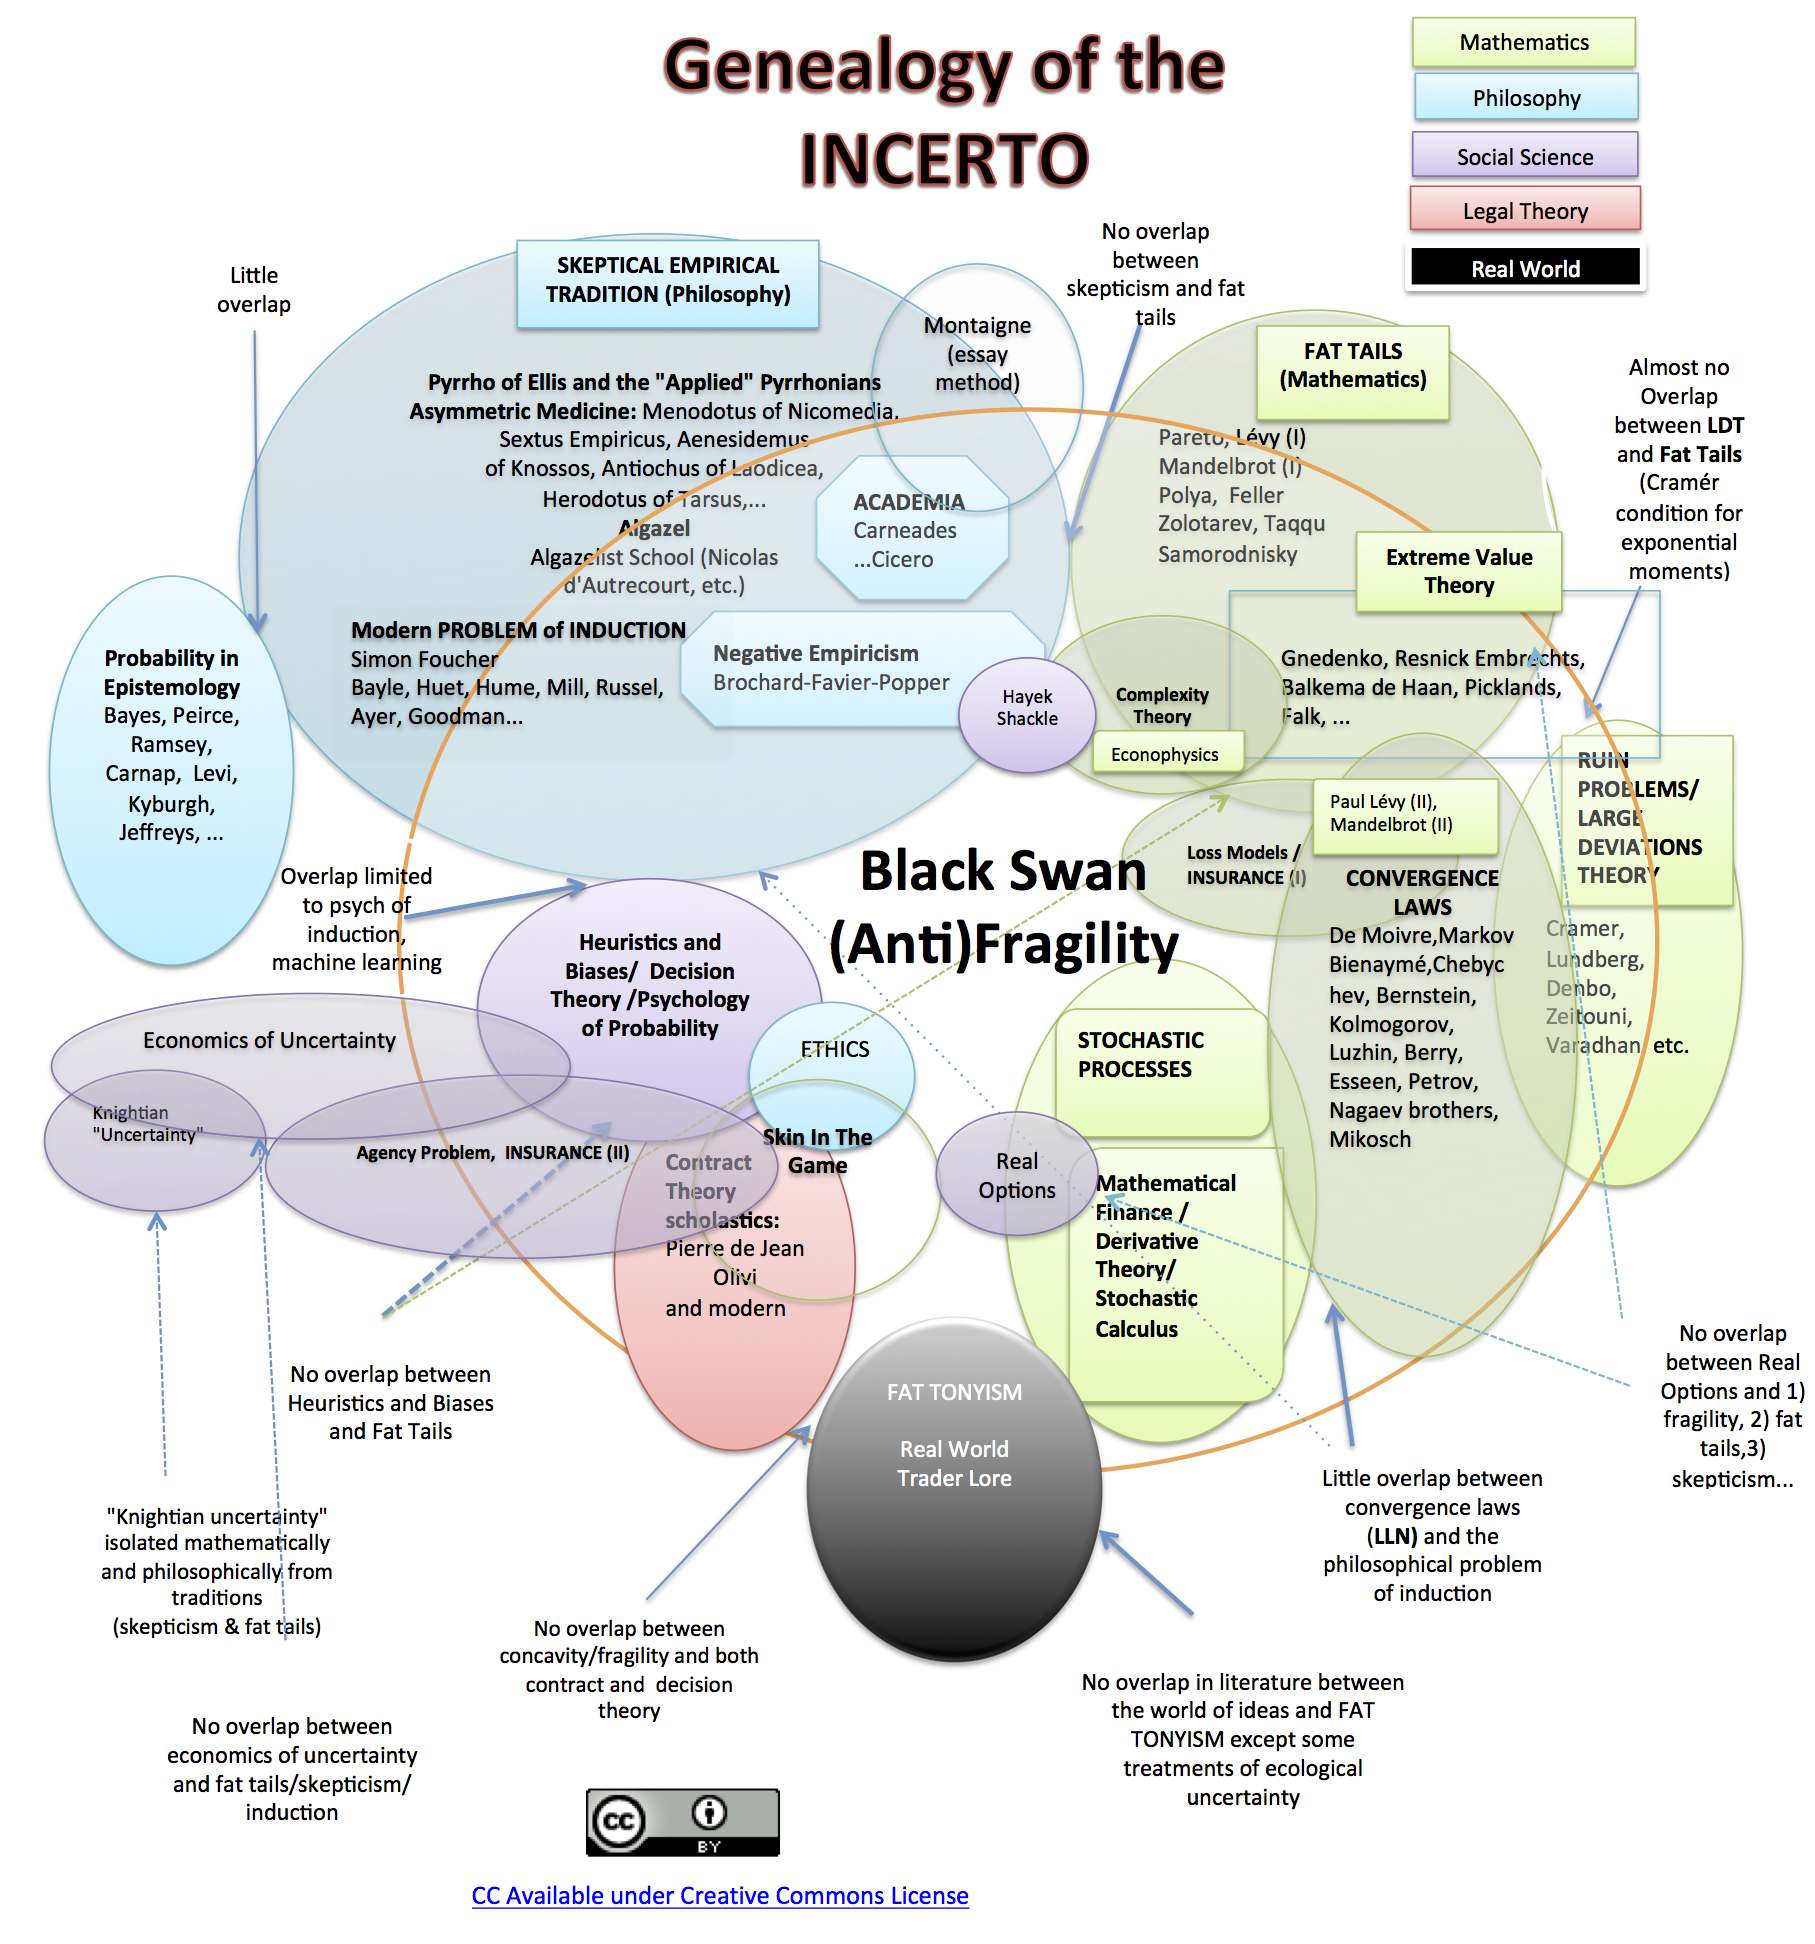 Genealogy of the
INCERTO
Mathematics
Philosophy
Social Science
Legal Theory
Real World
Little
overlap
SKEPTICAL EMPIRICAL
TRADITION (Philosophy)
Montaigne
(essay
method)
No overlap
between
skepticism and fat
tails
FAT TAILS
(Mathematics)
Almost no
Overlap
between LDT
and Fat Tails
(Cramér
condition for
exponential
moments)
Pyrrho of Ellis and the "Applied" Pyrrhonians
Asymmetric Medicine: Menodotus of Nicomedia.
Sextus Empiricus, Aenesidemus
of Knossos, Antiochus of Laodicea,
Herodotus of Tarsus,...
Algazel
Algazelist School (Nicolas
d'Autrecourt, etc.)
ACADEMIA
Carneades
...Cicero
Pareto, Lévy (I)
Mandelbrot (I)
Polya, Feller
Zolotarev, Taqqu
Samorodnisky
Extreme Value
Theory
Gnedenko, Resnick Embrechts,
Balkema de Haan, Picklands,
Falk, ...
Modern PROBLEM of INDUCTION
Simon Foucher
Bayle, Huet, Hume, Mill, Russel,
Ayer, Goodman...
Negative Empiricism
Brochard-Favier-Popper
Hayek
Shackle
Complexity
Theory
Econophysics
Probability in
Epistemology
Bayes, Peirce,
Ramsey,
Carnap, Levi,
Kyburgh,
Jeffreys, ...
RUIN
PROBLEMS/
LARGE
DEVIATIONS
THEORY
Cramer,
Lundberg,
Denbo,
Zeitouni,
Varadhan etc.
Paul Lévy (II),
Mandelbrot (II)
Loss Models /
INSURANCE (I)
CONVERGENCE
LAWS
De Moivre,Markov
Bienaymé,Chebyc
hev, Bernstein,
Kolmogorov,
Luzhin, Berry,
Esseen, Petrov,
Nagaev brothers,
Mikosch
Black Swan
(Anti)Fragility
Overlap limited
to psych of
induction,
machine learning
Heuristics and
Biases/ Decision
Theory /Psychology
of Probability
Economics of Uncertainty
ETHICS
STOCHASTIC
PROCESSES
Knightian
"Uncertainty"
Agency Problem, INSURANCE (II)
Skin In The
Game
Contract
Theory
scholastics:
Pierre de Jean
Olivi
and modern
Real
Options
Mathematical
Finance /
Derivative
Theory/
Stochastic
Calculus
No overlap between
Heuristics and Biases
and Fat Tails
FAT TONYISM
Real World
Trader Lore
No overlap
between Real
Options and 1)
fragility, 2) fat
tails,3)
skepticism...
Little overlap between
convergence laws
(LLN) and the
philosophical problem
of induction
"Knightian uncertainty"
isolated mathematically
and philosophically from
traditions
(skepticism & fat tails)
No overlap between
concavity/fragility and both
contract and decision
theory
No overlap in literature between
the world of ideas and FAT
TONYISM except some
treatments of ecological
uncertainty
No overlap between
economics of uncertainty
and fat tails/skepticism/
induction
CC
BY
CC Available under Creative Commons License